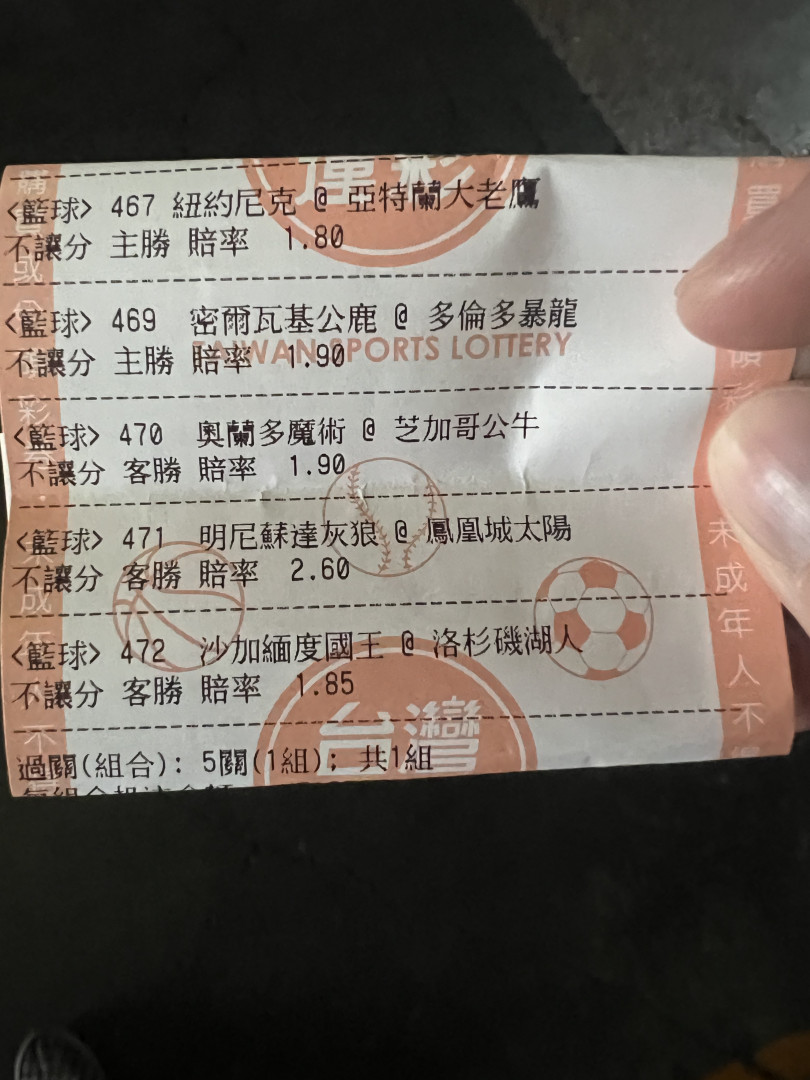 <籃球> 467 紐約尼克 @ 亞特蘭大老鷹
不讓分 主勝 賠率 1.80
<籃球> 469 密爾瓦基公鹿 @ 多倫多暴龍
不讓分 主勝 賠率 1.90
TAIWAN SPORTS LOTTERY
<籃球> 470 奧蘭多魔術 @ 芝加哥公牛
不讓分 客勝 賠率 1.90
<籃球> 471 明尼蘇達灰狼 @ 鳳凰城太陽
不讓分 客勝 賠率 2.60
<籃球> 472 沙加緬度國王 @ 洛杉磯湖人
不讓分 客勝 賠率 1.85
台灣
過關(組合): 5關(1組); 共1組
運彩
未成年人不